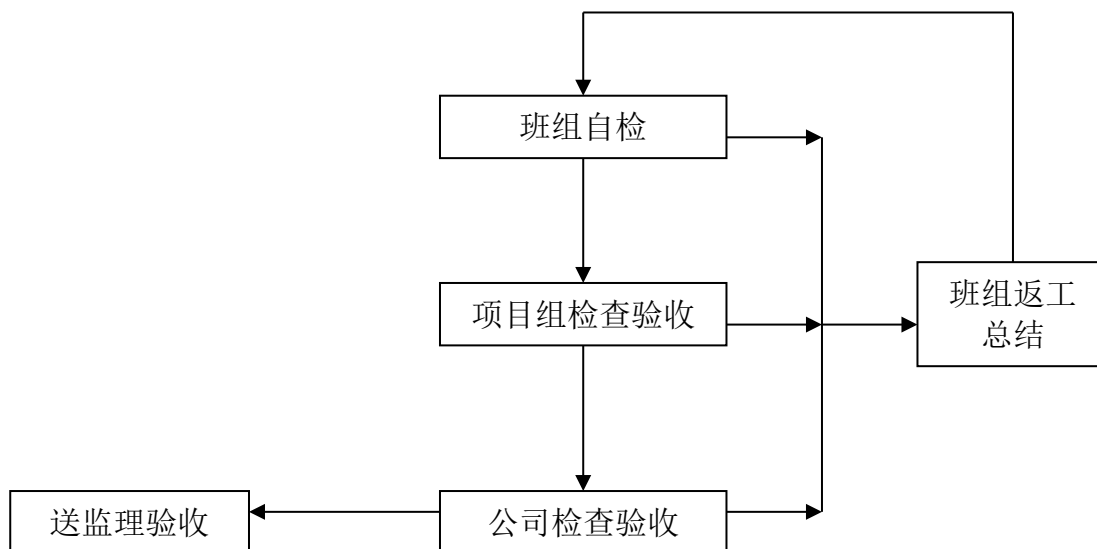 班组自检
项目组检查验收
班组返工
总结
送监理验收
公司检查验收